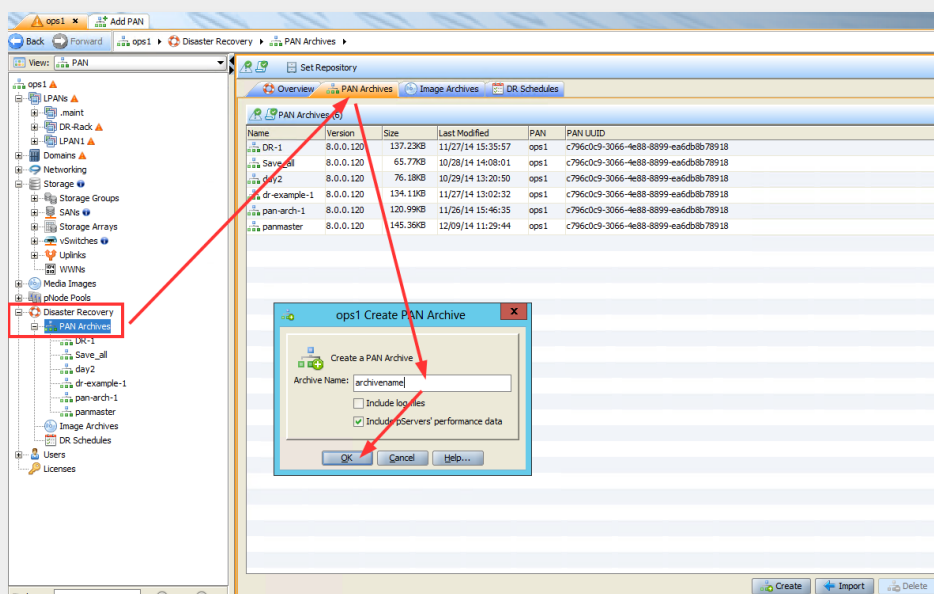 ops1 Add PAN
Back Forward ops1 Disaster Recovery PAN Archives
View: PAN
Set Repository
Overview PAN Archives Image Archives DR Schedules
ops1
LPANs
.maint
DR-Rack
LPAN1
Domains
Networking
Storage
Storage Groups
SANs
Storage Arrays
vSwitches
Uplinks
WWNs
Media Images
pNode Pools
Disaster Recovery
PAN Archives
DR-1
Save_all
day2
dr-example-1
pan-arch-1
panmaster
Image Archives
DR Schedules
Users
Licenses
PAN Archives (6)
Name Version Size Last Modified PAN PAN UUID
DR-1 8.0.0.120 137.23KB 11/27/14 15:35:57 ops1 c796c0c9-3066-4e88-8899-ea6db8b78918
Save_all 8.0.0.120 65.77KB 10/28/14 14:08:01 ops1 c796c0c9-3066-4e88-8899-ea6db8b78918
day2 8.0.0.120 76.18KB 10/29/14 13:20:50 ops1 c796c0c9-3066-4e88-8899-ea6db8b78918
dr-example-1 8.0.0.120 134.11KB 11/27/14 13:02:32 ops1 c796c0c9-3066-4e88-8899-ea6db8b78918
pan-arch-1 8.0.0.120 120.99KB 11/26/14 15:46:35 ops1 c796c0c9-3066-4e88-8899-ea6db8b78918
panmaster 8.0.0.120 145.36KB 12/09/14 11:29:44 ops1 c796c0c9-3066-4e88-8899-ea6db8b78918
ops1 Create PAN Archive x
Create a PAN Archive
Archive Name: archivename
Include log files
Include pServers' performance data
OK Cancel Help...
Create Import Delete